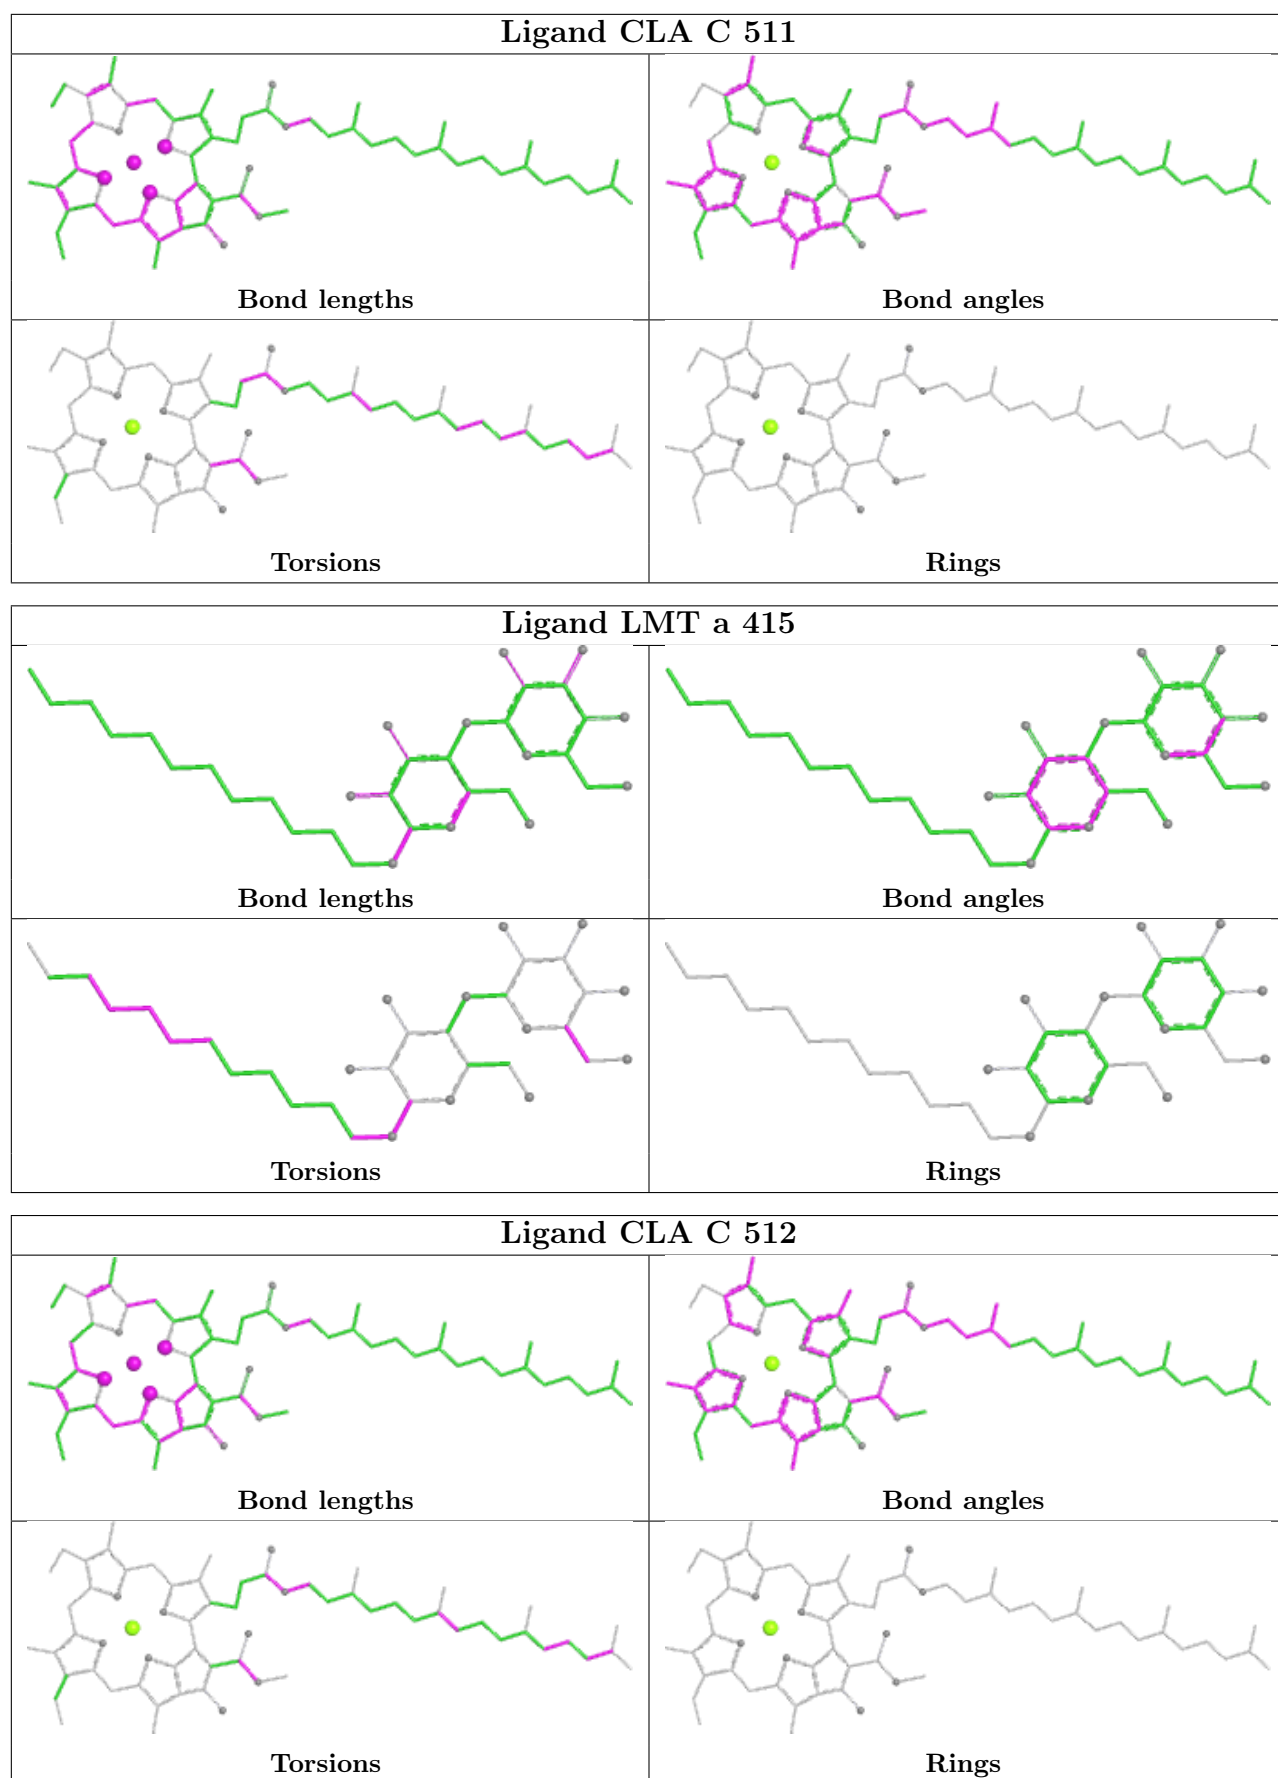 Ligand CLA C 511
Bond lengths
Bond angles
Torsions
Rings
Ligand LMT a 415
Bond lengths
Bond angles
Torsions
Rings
Ligand CLA C 512
Bond lengths
Bond angles
Torsions
Rings